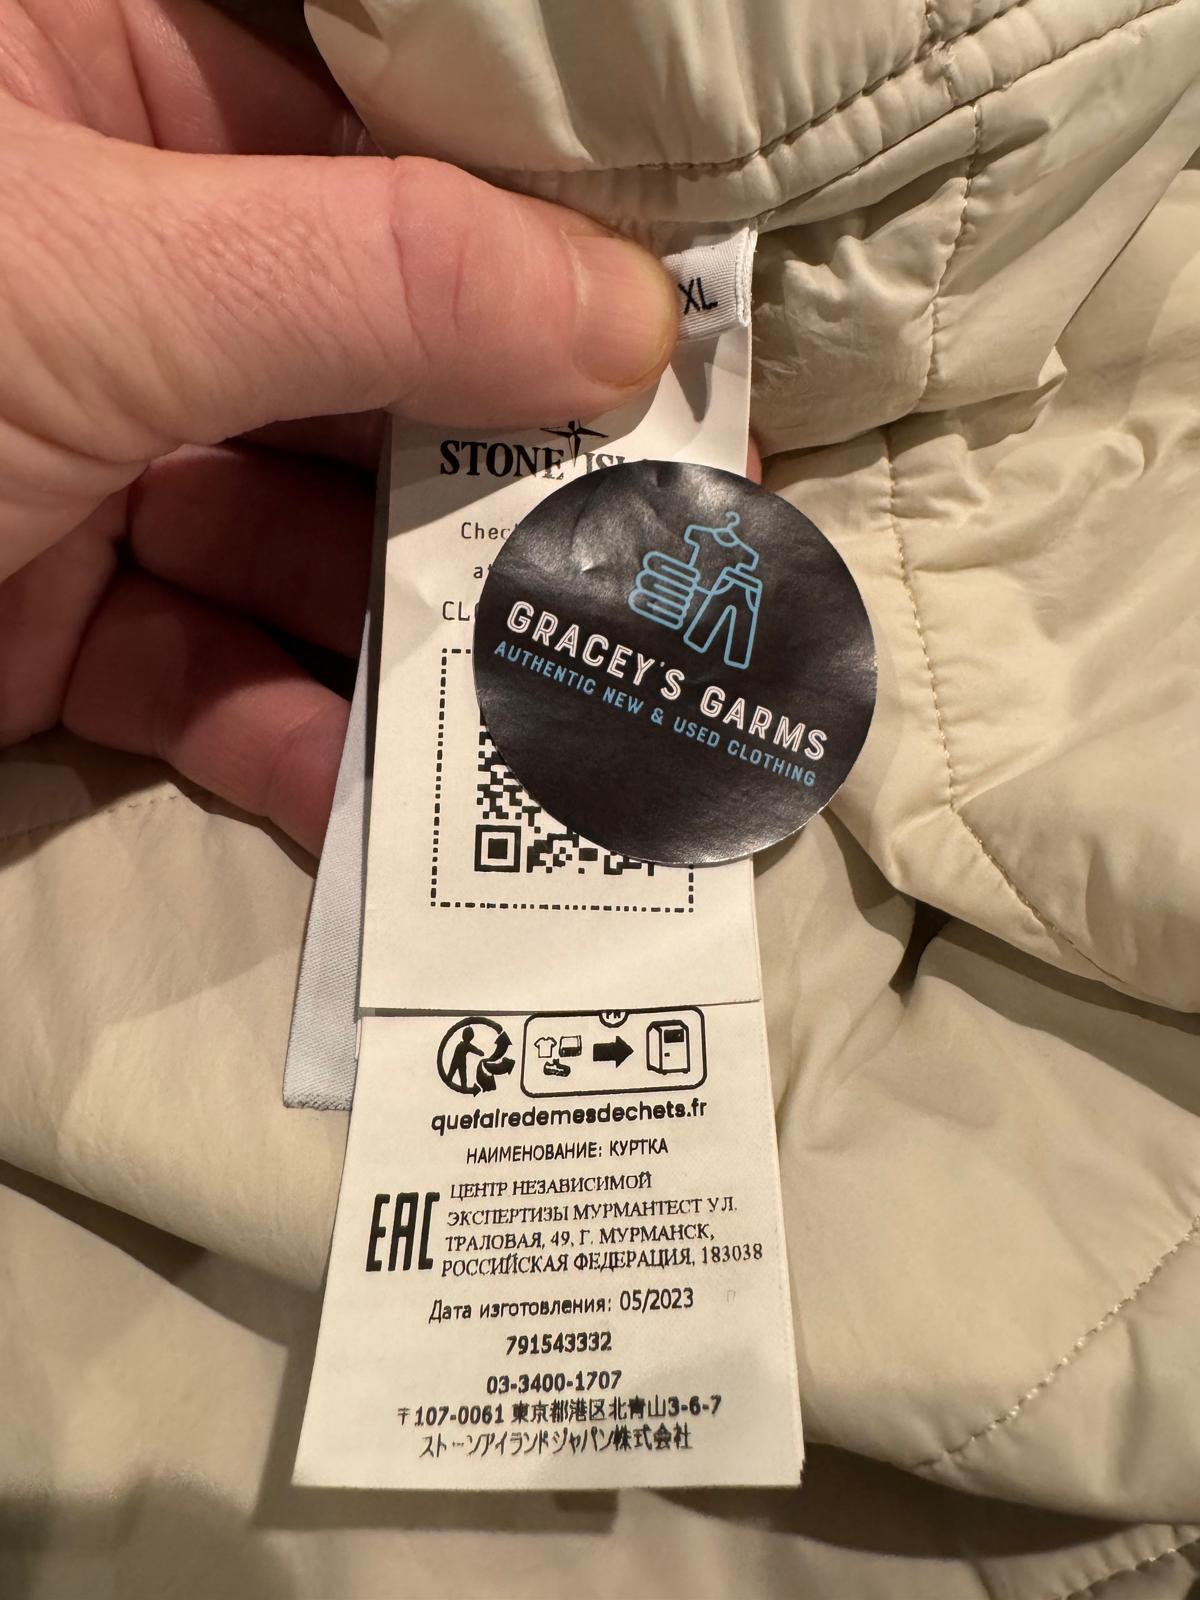 XL
STONE
GRACEY'S GARMS
AUTHENTIC NEW & USED CLOTHING
quefairedemesdechets.fr
НАИМЕНОВАНИЕ: КУРТКА
EAC
ЦЕНТР НЕЗАВИСИМОЙ
ЭКСПЕРТИЗЫ МУРМАНТЕСТ УЛ.
ТРАЛОВАЯ, 49, Г. МУРМАНСК,
РОССИЙСКАЯ ФЕДЕРАЦИЯ, 183038
Дата изготовления: 05/2023
791543332
03-3400-1707
〒107-0061 東京都港区北青山3-6-7
ストーンアイランドジャパン株式会社